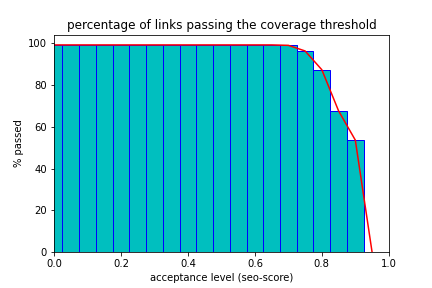 percentage of links passing the coverage threshold
100
80
60
40
20
0
% passed
0.0 0.2 0.4 0.6 0.8 1.0
acceptance level (seo-score)